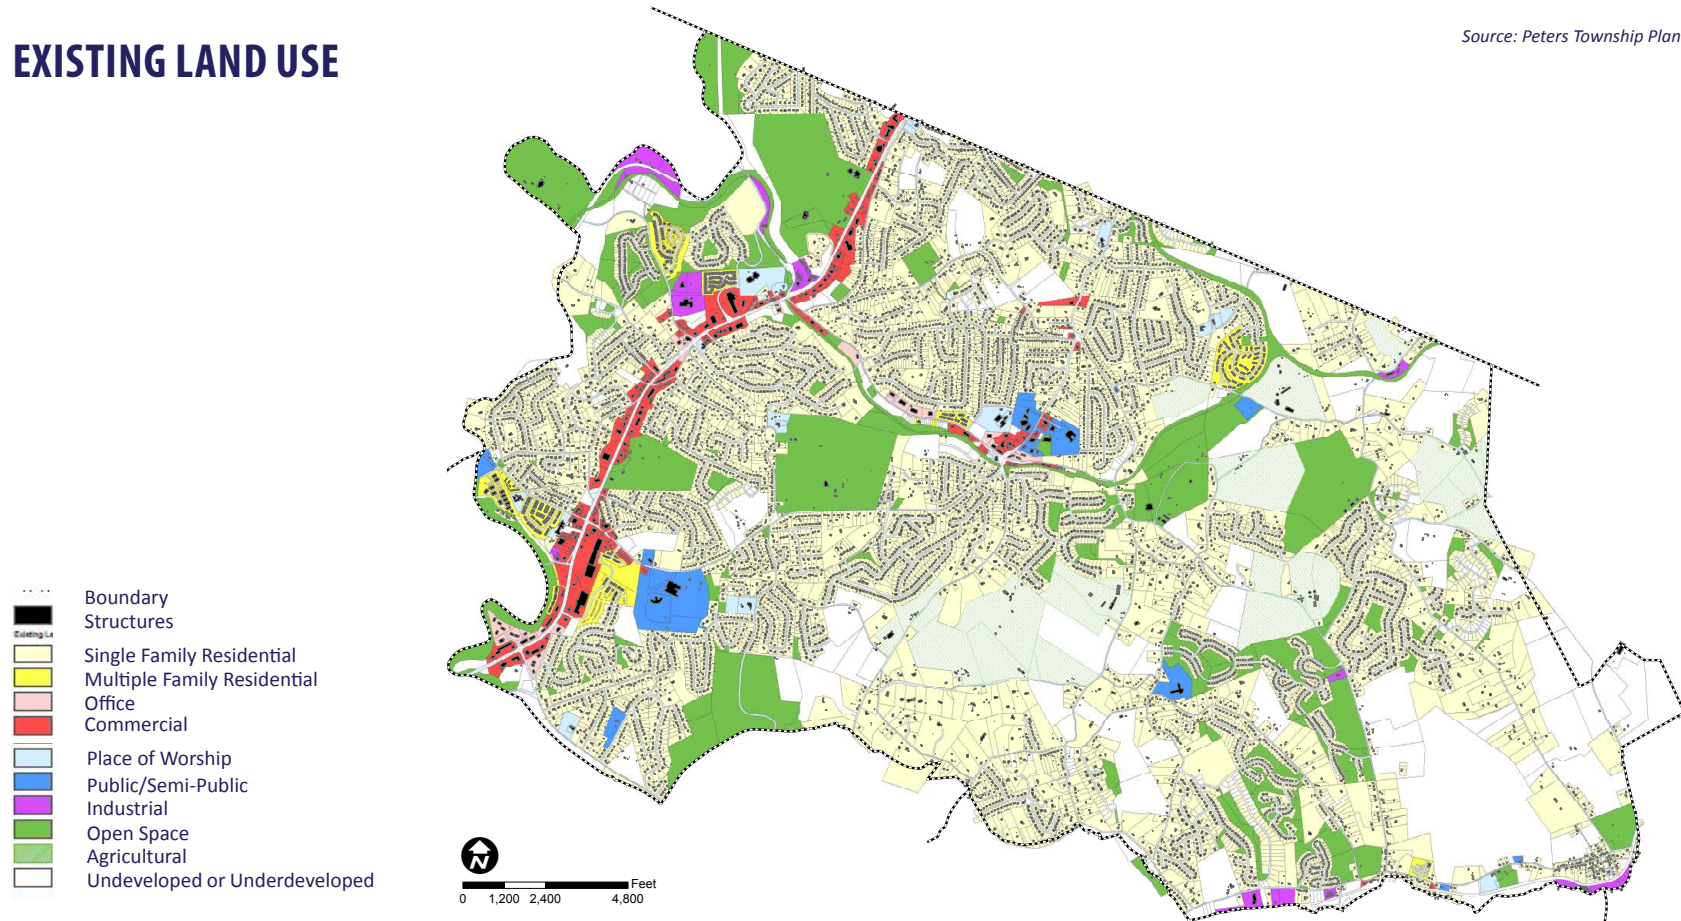 EXISTING LAND USE
Source: Peters Township Plan
Boundary
Structures
Existing La
Single Family Residential
Multiple Family Residential
Office
Commercial
Place of Worship
Public/Semi-Public
Industrial
Open Space
Agricultural
Undeveloped or Underdeveloped
N
Feet
0 1,200 2,400 4,800